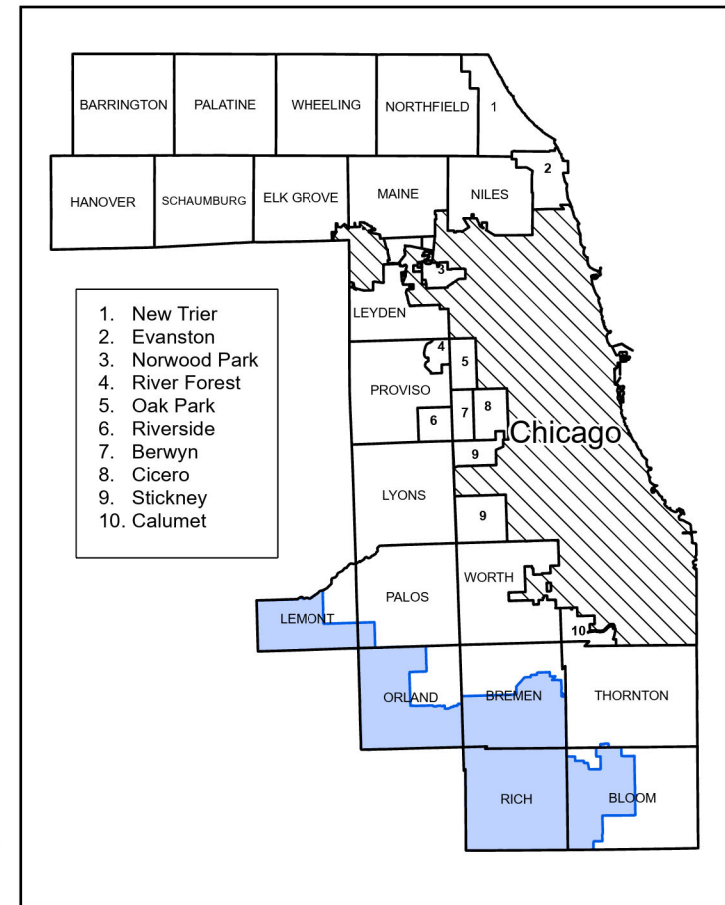 BARRINGTON
PALATINE
WHEELING
NORTHFIELD
1
HANOVER
SCHAUMBURG
ELK GROVE
MAINE
NILES
2
3
LEYDEN
1. New Trier
2. Evanston
3. Norwood Park
4. River Forest
5. Oak Park
6. Riverside
7. Berwyn
8. Cicero
9. Stickney
10. Calumet
4
5
PROVISO
6
7
8
Chicago
9
LYONS
9
WORTH
PALOS
LEMONT
10
ORLAND
BREMEN
THORNTON
RICH
BLOOM